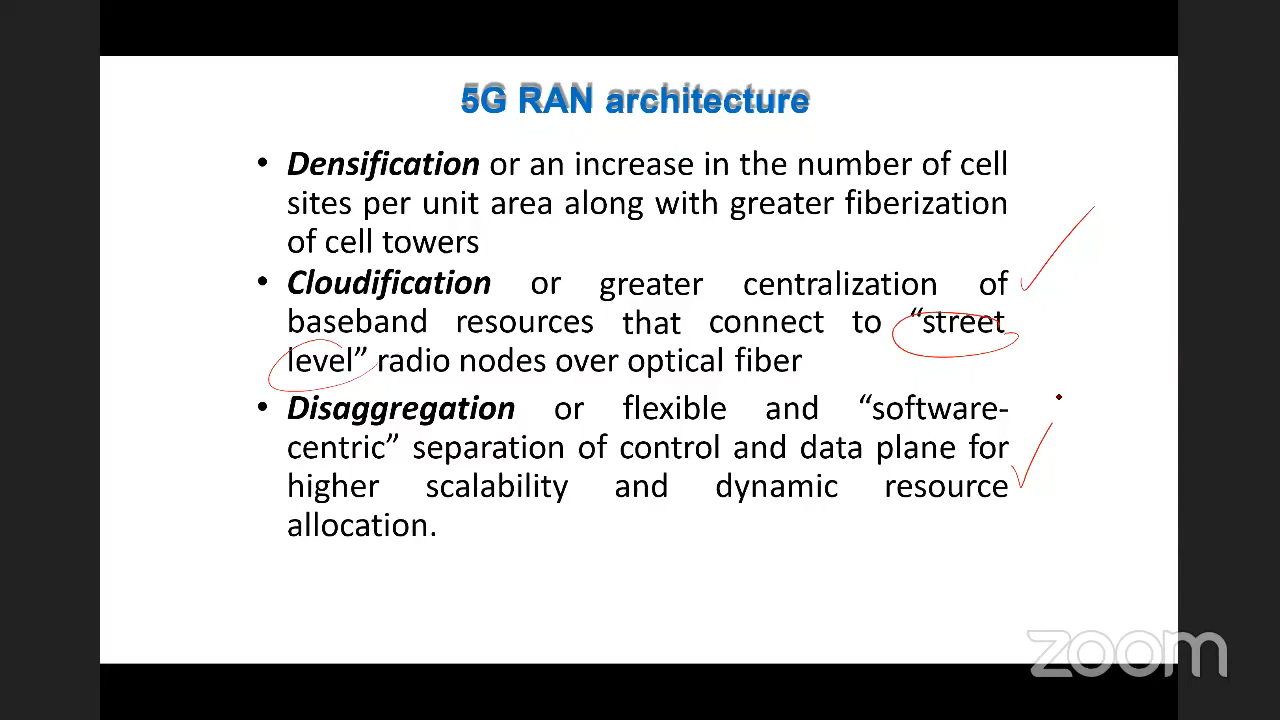 5G RAN architecture
• Densification or an increase in the number of cell
sites per unit area along with greater fiberization
of cell towers
• Cloudification or greater centralization of
baseband resources that connect to “street
level” radio nodes over optical fiber
• Disaggregation or flexible and “software-
centric” separation of control and data plane for
higher scalability and dynamic resource
allocation.
zoom